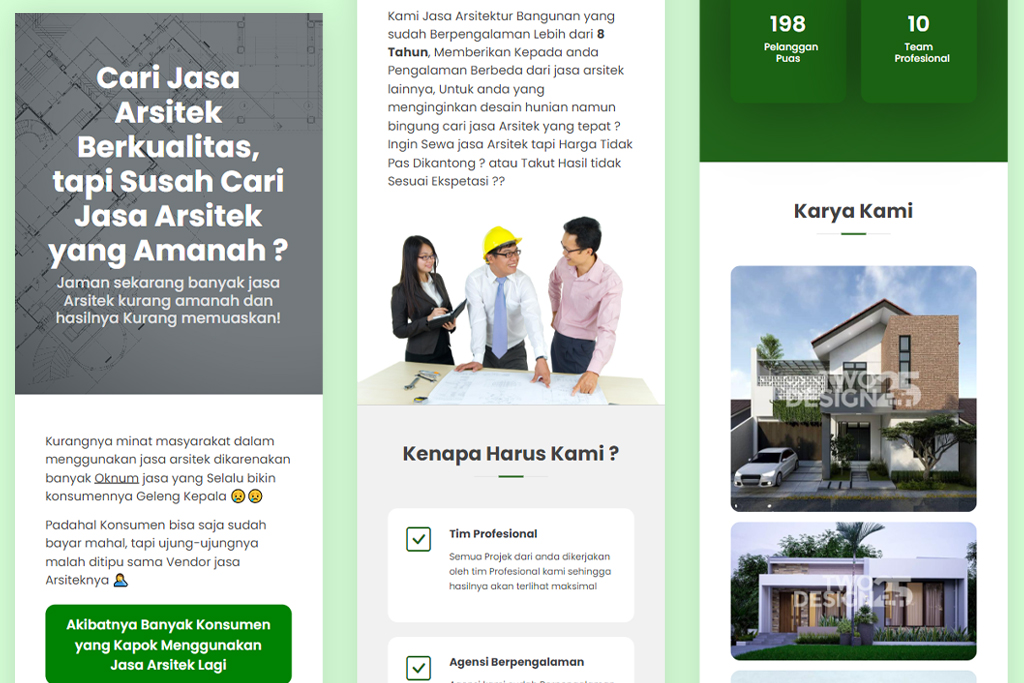 Cari Jasa
Arsitek
Berkualitas,
tapi Susah Cari
Jasa Arsitek
yang Amanah ?
Jaman sekarang banyak jasa
Arsitek kurang amanah dan
hasilnya Kurang memuaskan!
Kurangnya minat masyarakat dalam
menggunakan jasa arsitek dikarenakan
banyak Oknum jasa yang Selalu bikin
konsumennya Geleng Kepala 😥😥
Padahal Konsumen bisa saja sudah
bayar mahal, tapi ujung-ujungnya
malah ditipu sama Vendor jasa
Arsiteknya 🤦‍♂️
Akibatnya Banyak Konsumen
yang Kapok Menggunakan
Jasa Arsitek Lagi
Kami Jasa Arsitektur Bangunan yang
sudah Berpengalaman Lebih dari 8
Tahun, Memberikan Kepada anda
Pengalaman Berbeda dari jasa arsitek
lainnya, Untuk anda yang
menginginkan desain hunian namun
bingung cari jasa Arsitek yang tepat ?
Ingin Sewa jasa Arsitek tapi Harga Tidak
Pas Dikantong ? atau Takut Hasil tidak
Sesuai Ekspetasi ??
Kenapa Harus Kami ?
Tim Profesional
Semua Projek dari anda dikerjakan
oleh tim Profesional kami sehingga
hasilnya akan terlihat maksimal
Agensi Berpengalaman
198
Pelanggan
Puas
10
Team
Profesional
Karya Kami
TWO
DESIGN25
TWO
DESIGN25